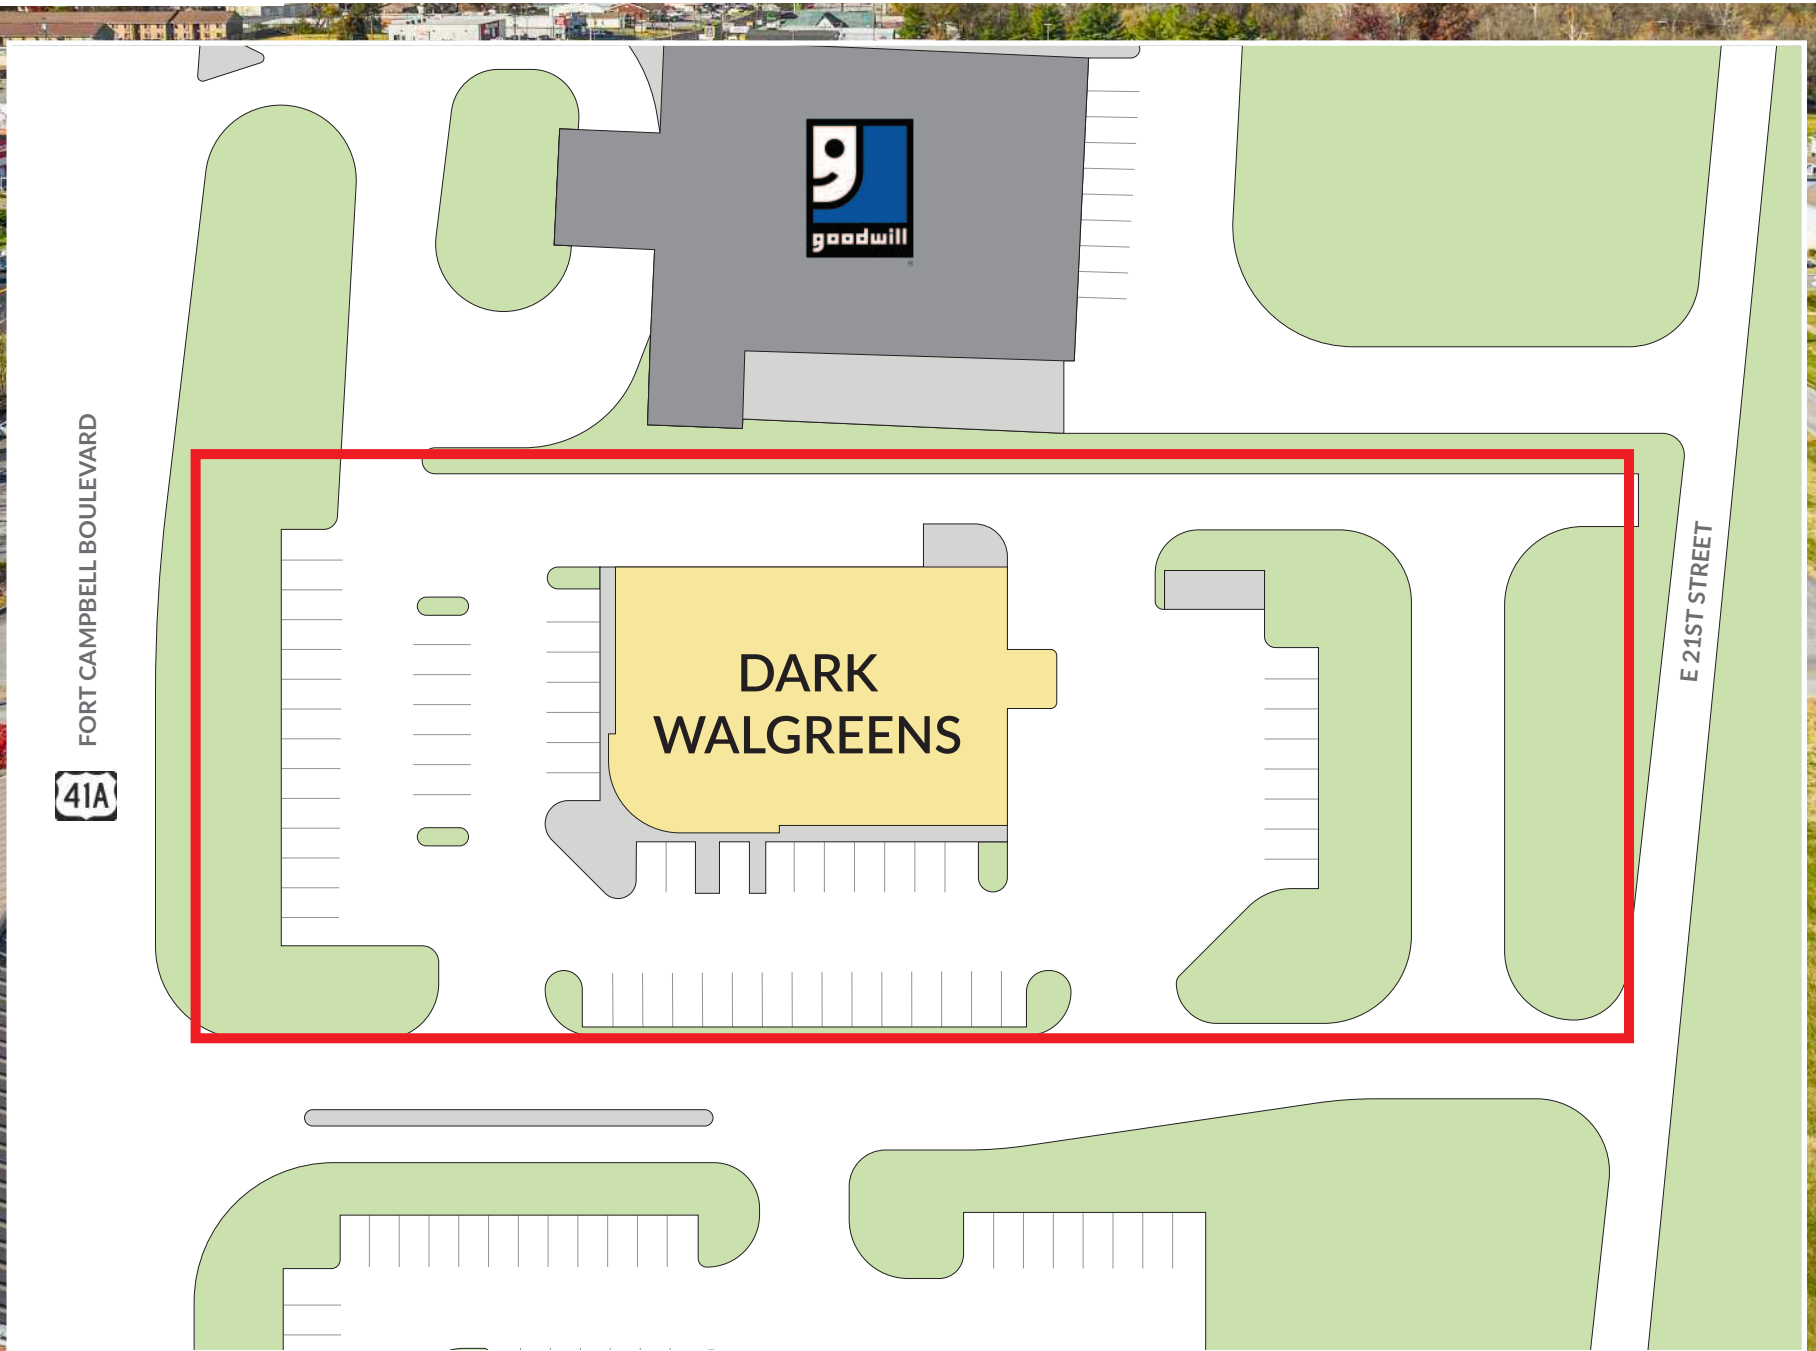 goodwill
®
FORT CAMPBELL BOULEVARD
41A
DARK
WALGREENS
E 21ST STREET